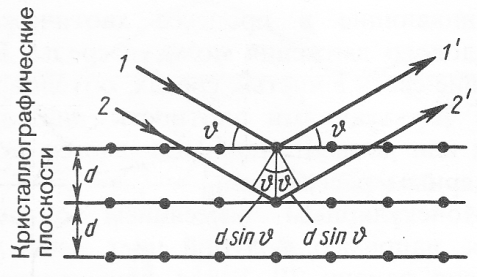 Кристаллографические
плоскости
1
1'
2
2'
ϑ
ϑ
d
ϑ
ϑ
d
d sin ϑ
d sin ϑ